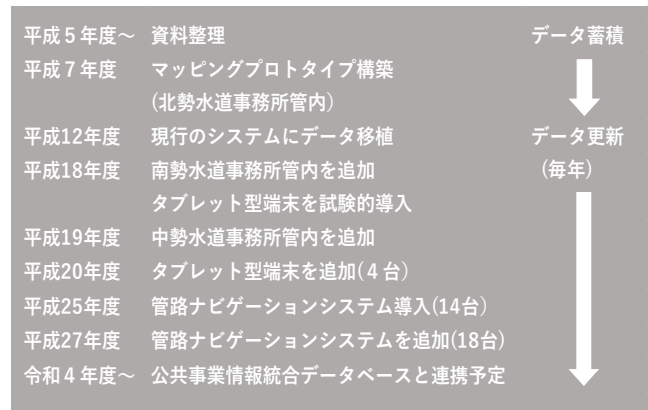 平成５年度～ 資料整理 データ蓄積
平成７年度 マッピングプロトタイプ構築
(北勢水道事務所管内)
平成12年度 現行のシステムにデータ移植 データ更新
平成18年度 南勢水道事務所管内を追加 (毎年)
タブレット型端末を試験的導入
平成19年度 中勢水道事務所管内を追加
平成20年度 タブレット型端末を追加(４台)
平成25年度 管路ナビゲーションシステム導入(14台)
平成27年度 管路ナビゲーションシステムを追加(18台)
令和４年度～ 公共事業情報統合データベースと連携予定